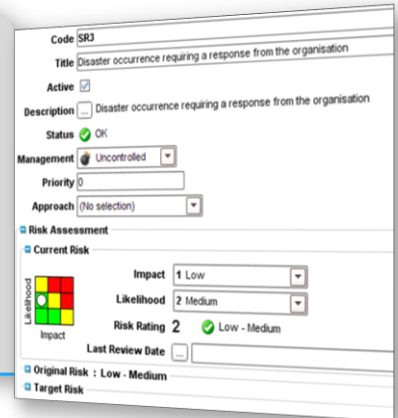 Code SR3
Title Disaster occurrence requiring a response from the organisation
Active
Description ... Disaster occurrence requiring a response from the organisation
Status OK
Management Uncontrolled
Priority 0
Approach (No selection)
Risk Assessment
Current Risk
Impact 1 Low
Likelihood 2 Medium
Risk Rating 2 Low - Medium
Likelihood
Impact
Last Review Date ...
Original Risk : Low - Medium
Target Risk